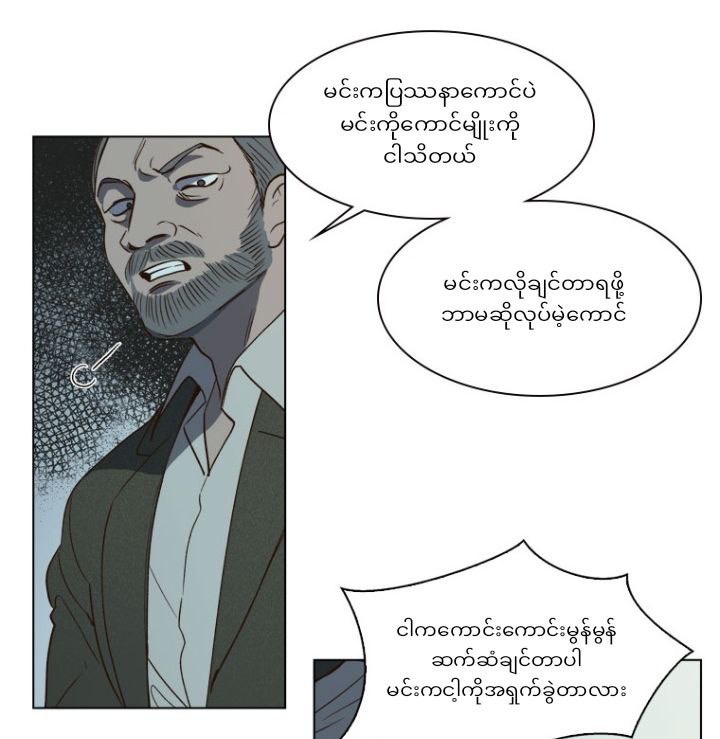 မင်းကပြဿနာကောင်ပဲ
မင်းကိုကောင်မျိုးကို
ငါသိတယ်
မင်းကလိုချင်တာရဖို့
ဘာမဆိုလုပ်မဲ့ကောင်
ငါကကောင်းကောင်းမွန်မွန်
ဆက်ဆံချင်တာပါ
မင်းကငါ့ကိုအရှက်ခွဲတာလား